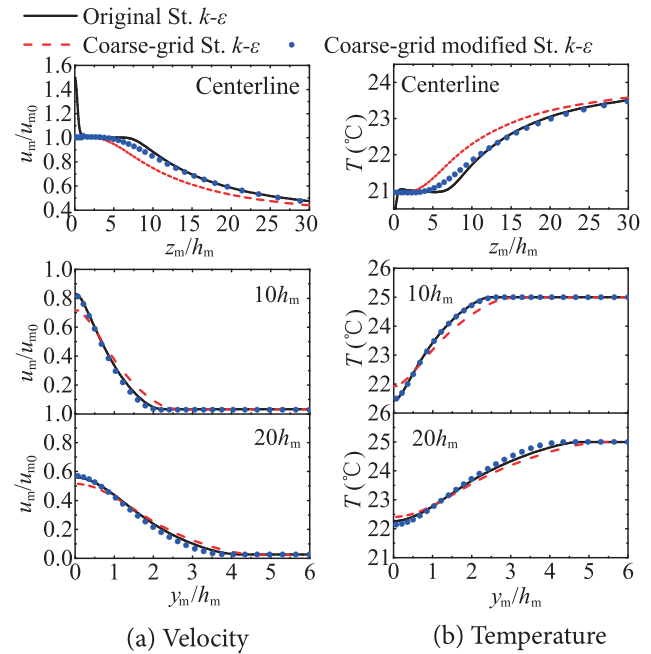 Original St. k-ε
Coarse-grid St. k-ε
Coarse-grid modified St. k-ε
1.6
1.4
1.2
1.0
0.8
0.6
0.4
u_m/u_m0
Centerline
0 5 10 15 20 25 30
z_m/h_m
24
23
22
21
T (℃)
Centerline
0 5 10 15 20 25 30
z_m/h_m
1.0
0.8
0.6
0.4
0.2
1.0
u_m/u_m0
10h_m
0.8
0.6
0.4
0.2
0.0
u_m/u_m0
20h_m
0 1 2 3 4 5 6
y_m/h_m
25
24
23
22
26
T (℃)
10h_m
25
24
23
22
21
T (℃)
20h_m
0 1 2 3 4 5 6
y_m/h_m
(a) Velocity
(b) Temperature